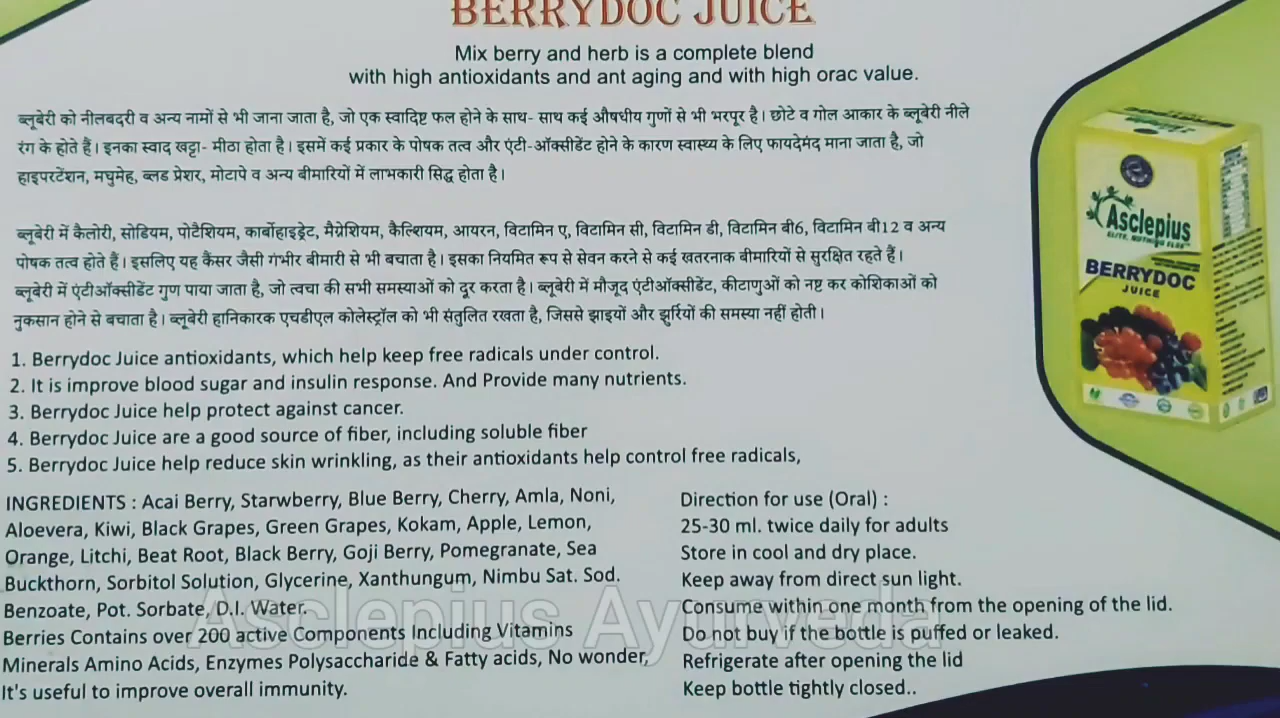 BERRYDOC JUICE
Mix berry and herb is a complete blend
with high antioxidants and ant aging and with high orac value.
ब्लूबेरी को नीलबदरी व अन्य नामों से भी जाना जाता है, जो एक स्वादिष्ट फल होने के साथ- साथ कई औषधीय गुणों से भी भरपूर है। छोटे व गोल आकार के ब्लूबेरी नीले
रंग के होते हैं। इनका स्वाद खट्टा- मीठा होता है। इसमें कई प्रकार के पोषक तत्व और एंटी-ऑक्सीडेंट होने के कारण स्वास्थ्य के लिए फायदेमंद माना जाता है, जो
हाइपरटेंशन, मधुमेह, ब्लड प्रेशर, मोटापे व अन्य बीमारियों में लाभकारी सिद्ध होता है।
ब्लूबेरी में कैलोरी, सोडियम, पोटैशियम, कार्बोहाइड्रेट, मैग्नेशियम, कैल्शियम, आयरन, विटामिन ए, विटामिन सी, विटामिन डी, विटामिन बी6, विटामिन बी12 व अन्य
पोषक तत्व होते हैं। इसलिए यह कैंसर जैसी गंभीर बीमारी से भी बचाता है। इसका नियमित रूप से सेवन करने से कई खतरनाक बीमारियों से सुरक्षित रहते हैं।
ब्लूबेरी में एंटीऑक्सीडेंट गुण पाया जाता है, जो त्वचा की सभी समस्याओं को दूर करता है। ब्लूबेरी में मौजूद एंटीऑक्सीडेंट, कीटाणुओं को नष्ट कर कोशिकाओं को
नुकसान होने से बचाता है। ब्लूबेरी हानिकारक एचडीएल कोलेस्ट्रॉल को भी संतुलित रखता है, जिससे झाइयों और झुर्रियों की समस्या नहीं होती।
1. Berrydoc Juice antioxidants, which help keep free radicals under control.
2. It is improve blood sugar and insulin response. And Provide many nutrients.
3. Berrydoc Juice help protect against cancer.
4. Berrydoc Juice are a good source of fiber, including soluble fiber
5. Berrydoc Juice help reduce skin wrinkling, as their antioxidants help control free radicals,
INGREDIENTS : Acai Berry, Starwberry, Blue Berry, Cherry, Amla, Noni,
Aloevera, Kiwi, Black Grapes, Green Grapes, Kokam, Apple, Lemon,
Orange, Litchi, Beat Root, Black Berry, Goji Berry, Pomegranate, Sea
Buckthorn, Sorbitol Solution, Glycerine, Xanthungum, Nimbu Sat. Sod.
Benzoate, Pot. Sorbate, D.I. Water.
Berries Contains over 200 active Components Including Vitamins
Minerals Amino Acids, Enzymes Polysaccharide & Fatty acids, No wonder,
It's useful to improve overall immunity.
Direction for use (Oral) :
25-30 ml. twice daily for adults
Store in cool and dry place.
Keep away from direct sun light.
Consume within one month from the opening of the lid.
Do not buy if the bottle is puffed or leaked.
Refrigerate after opening the lid
Keep bottle tightly closed..
Asclepius
BERRYDOC
JUICE
Asclepius Ayurveda